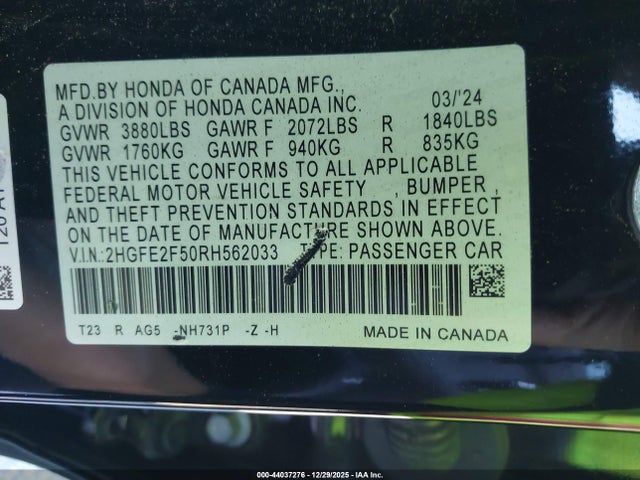 MFD.BY HONDA OF CANADA MFG.,
A DIVISION OF HONDA CANADA INC. 03/'24
GVWR 3880LBS GAWR F 2072LBS R 1840LBS
GVWR 1760KG GAWR F 940KG R 835KG
THIS VEHICLE CONFORMS TO ALL APPLICABLE
FEDERAL MOTOR VEHICLE SAFETY , BUMPER ,
AND THEFT PREVENTION STANDARDS IN EFFECT
ON THE DATE OF MANUFACTURE SHOWN ABOVE.
V.I.N.:2HGFE2F50RH562033 TYPE: PASSENGER CAR
T23 R AG5 -NH731P -Z -H MADE IN CANADA
000-44037276 - 12/29/2025 - IAA Inc.